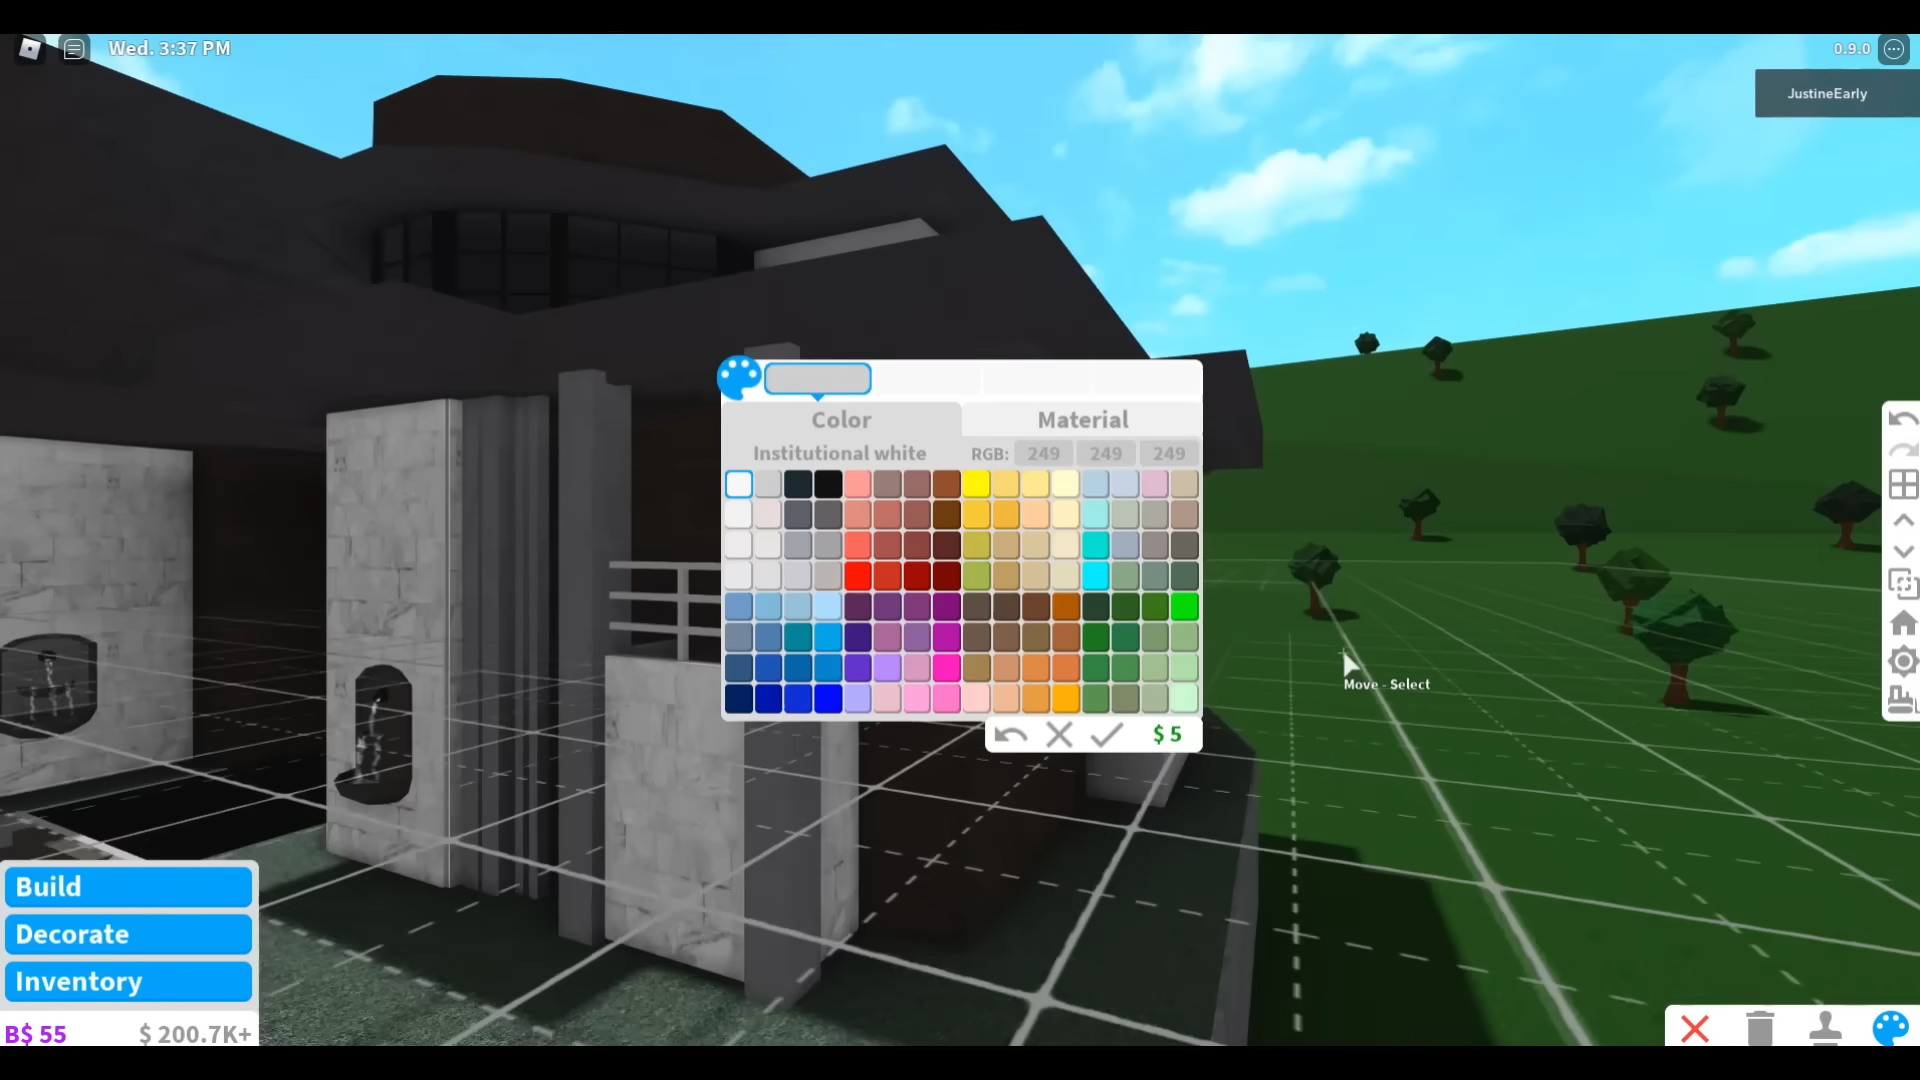 Wed. 3:37 PM
0.9.0
JustineEarly
Color
Material
Institutional white
RGB: 249 249 249
Move - Select
$ 5
Build
Decorate
Inventory
B$ 55
$ 200.7K+